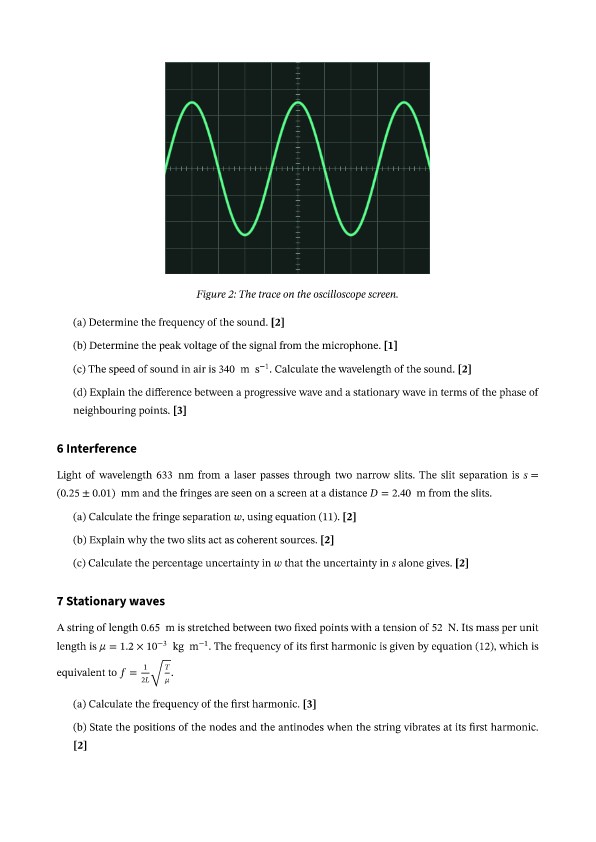 Figure 2: The trace on the oscilloscope screen.
(a) Determine the frequency of the sound. [2]
(b) Determine the peak voltage of the signal from the microphone. [1]
(c) The speed of sound in air is 340 m s⁻¹. Calculate the wavelength of the sound. [2]
(d) Explain the difference between a progressive wave and a stationary wave in terms of the phase of
neighbouring points. [3]
6 Interference
Light of wavelength 633 nm from a laser passes through two narrow slits. The slit separation is s =
(0.25 ± 0.01) mm and the fringes are seen on a screen at a distance D = 2.40 m from the slits.
(a) Calculate the fringe separation w, using equation (11). [2]
(b) Explain why the two slits act as coherent sources. [2]
(c) Calculate the percentage uncertainty in w that the uncertainty in s alone gives. [2]
7 Stationary waves
A string of length 0.65 m is stretched between two fixed points with a tension of 52 N. Its mass per unit
length is μ = 1.2 × 10⁻³ kg m⁻¹. The frequency of its first harmonic is given by equation (12), which is
equivalent to f = 1/2L √(T/μ).
(a) Calculate the frequency of the first harmonic. [3]
(b) State the positions of the nodes and the antinodes when the string vibrates at its first harmonic.
[2]